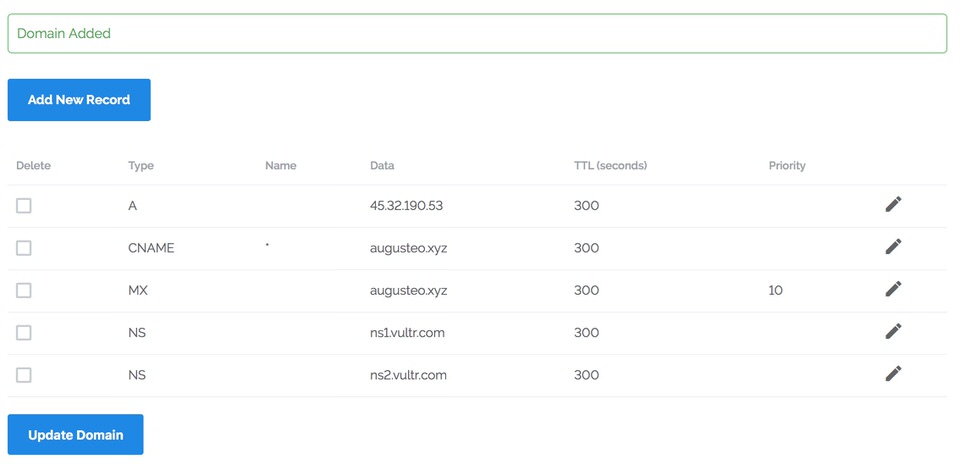 Domain Added
Add New Record
Delete Type Name Data TTL (seconds) Priority
A 45.32.190.53 300
CNAME * augusteo.xyz 300
MX augusteo.xyz 300 10
NS ns1.vultr.com 300
NS ns2.vultr.com 300
Update Domain